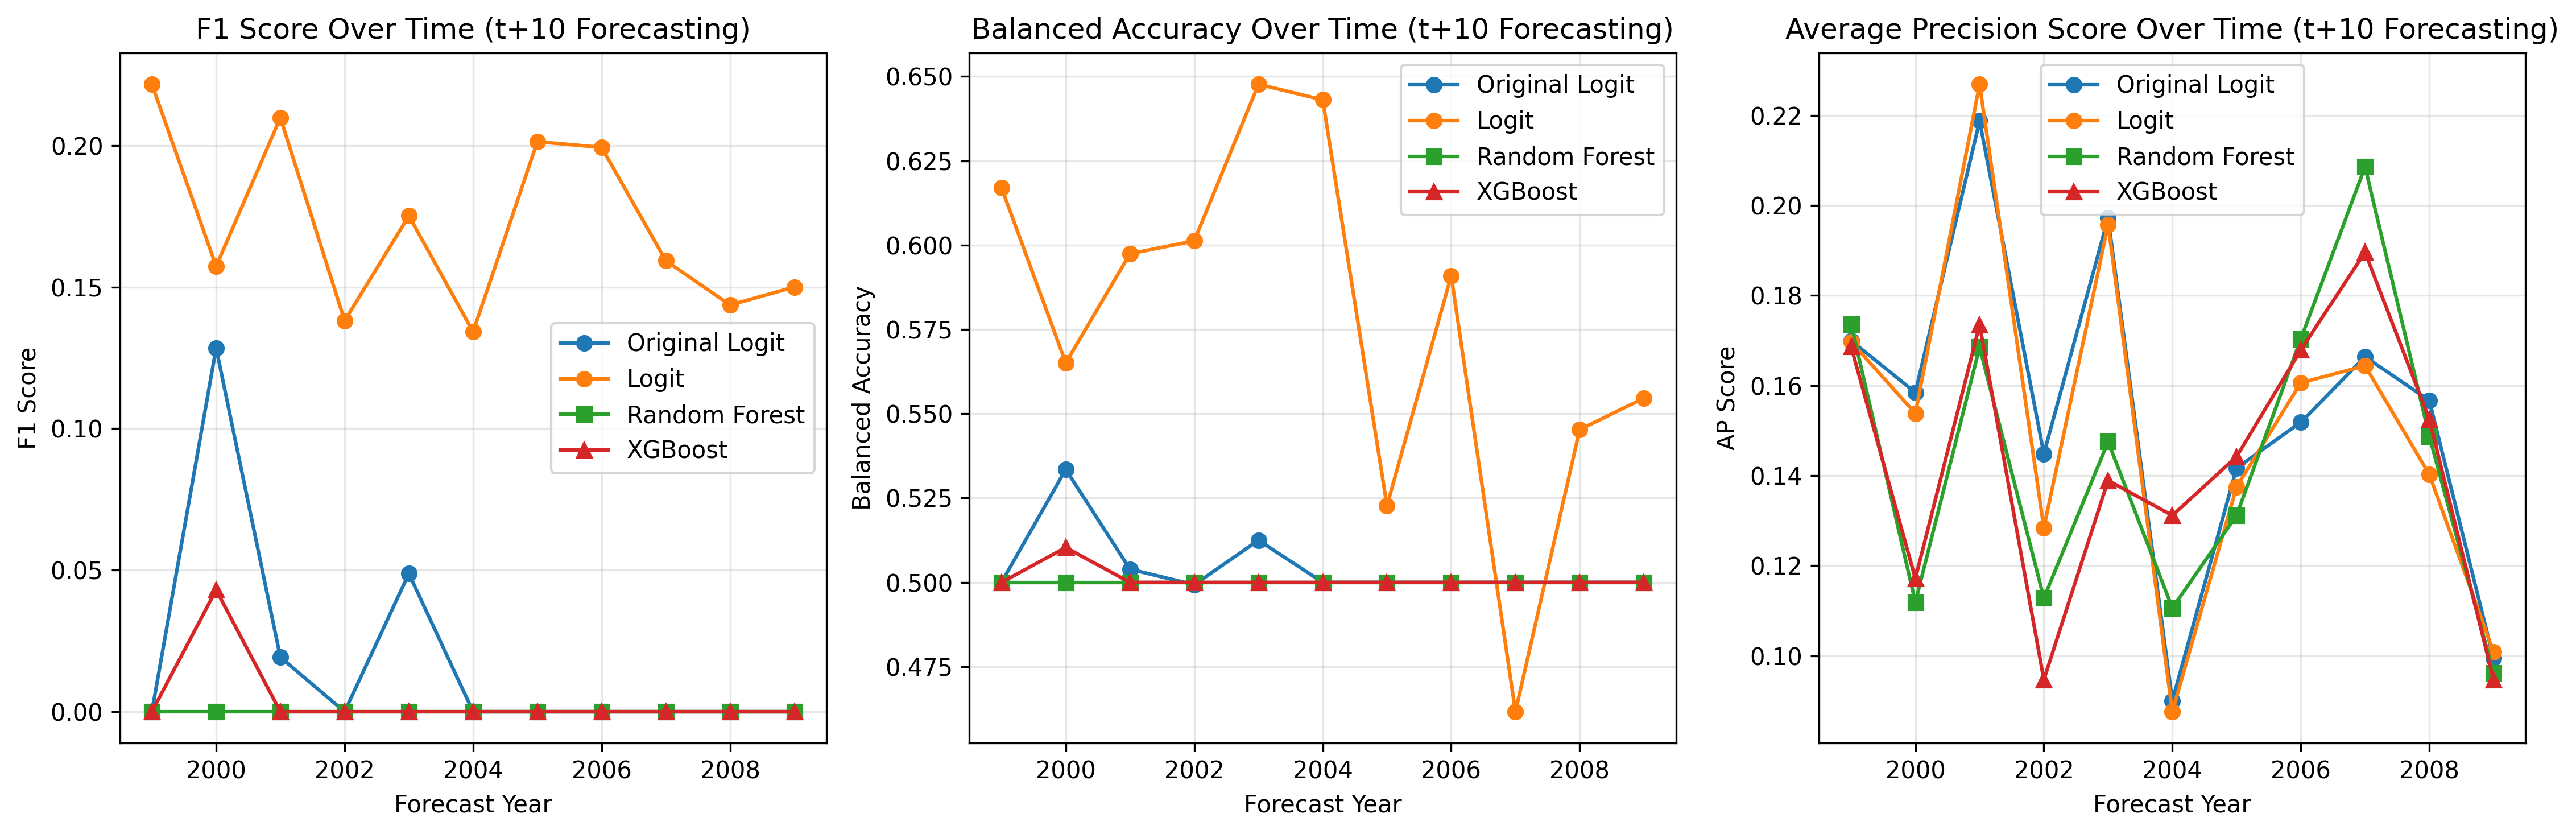 F1 Score Over Time (t+10 Forecasting)
F1 Score
0.20
0.15
0.10
0.05
0.00
Original Logit
Logit
Random Forest
XGBoost
2000 2002 2004 2006 2008
Forecast Year
Balanced Accuracy Over Time (t+10 Forecasting)
Balanced Accuracy
0.650
0.625
0.600
0.575
0.550
0.525
0.500
0.475
Original Logit
Logit
Random Forest
XGBoost
2000 2002 2004 2006 2008
Forecast Year
Average Precision Score Over Time (t+10 Forecasting)
AP Score
0.22
0.20
0.18
0.16
0.14
0.12
0.10
Original Logit
Logit
Random Forest
XGBoost
2000 2002 2004 2006 2008
Forecast Year